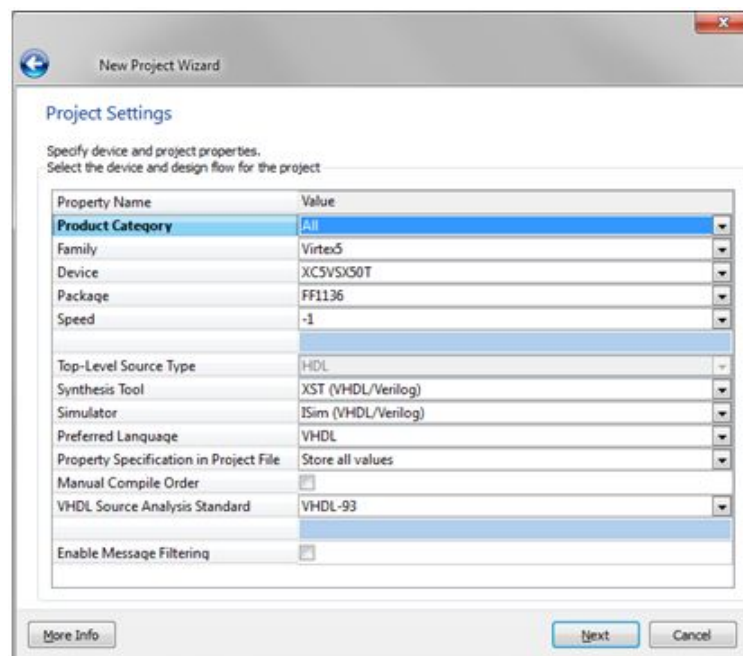 New Project Wizard
Project Settings
Specify device and project properties.
Select the device and design flow for the project
Property Name Value
Product Category All
Family Virtex5
Device XC5VSX50T
Package FF1136
Speed -1
Top-Level Source Type HDL
Synthesis Tool XST (VHDL/Verilog)
Simulator ISim (VHDL/Verilog)
Preferred Language VHDL
Property Specification in Project File Store all values
Manual Compile Order
VHDL Source Analysis Standard VHDL-93
Enable Message Filtering
More Info Next Cancel